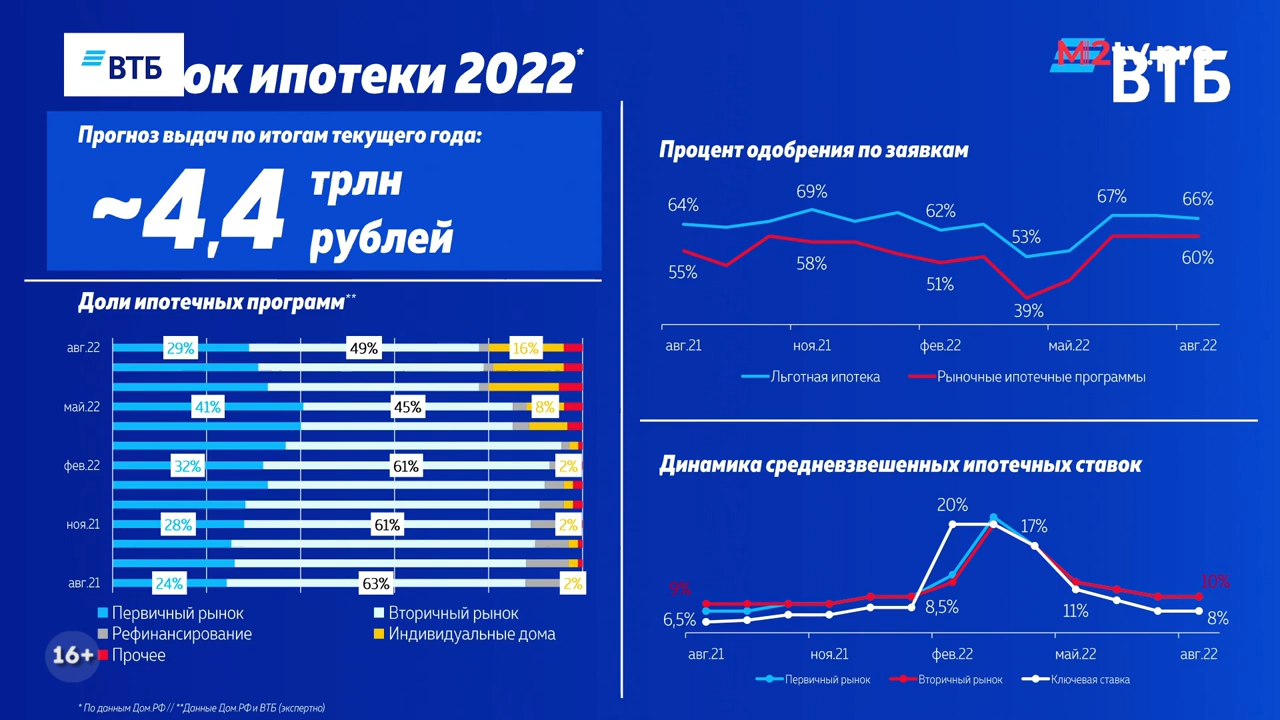 ВТБ
ок ипотеки 2022*
M2tv.pro
ВТБ
Прогноз выдач по итогам текущего года:
~4,4 трлн
рублей
Доли ипотечных программ**
авг.22 29% 49% 16%
май.22 41% 45% 8%
фев.22 32% 61% 2%
ноя.21 28% 61% 2%
авг.21 24% 63% 2%
Первичный рынок Вторичный рынок
Рефинансирование Индивидуальные дома
Прочее
16+
* По данным Дом.РФ // **Данные Дом.РФ и ВТБ (экспертно)
Процент одобрения по заявкам
64% 69% 62% 53% 67% 66%
55% 58% 51% 39% 60%
авг.21 ноя.21 фев.22 май.22 авг.22
Льготная ипотека Рыночные ипотечные программы
Динамика средневзвешенных ипотечных ставок
20% 17%
9% 10%
6,5% 8,5% 11% 8%
авг.21 ноя.21 фев.22 май.22 авг.22
Первичный рынок Вторичный рынок Ключевая ставка